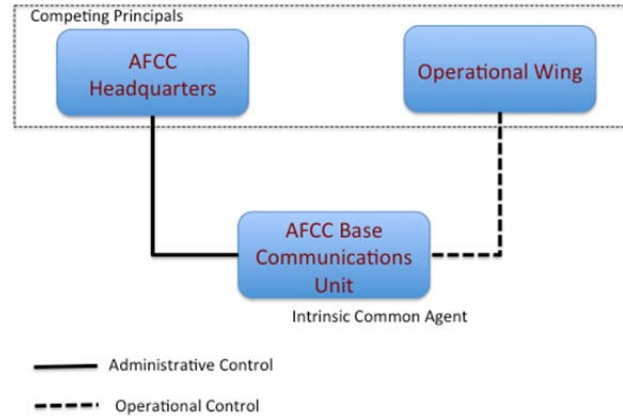 Competing Principals
AFCC
Headquarters
Operational Wing
AFCC Base
Communications
Unit
Intrinsic Common Agent
Administrative Control
Operational Control